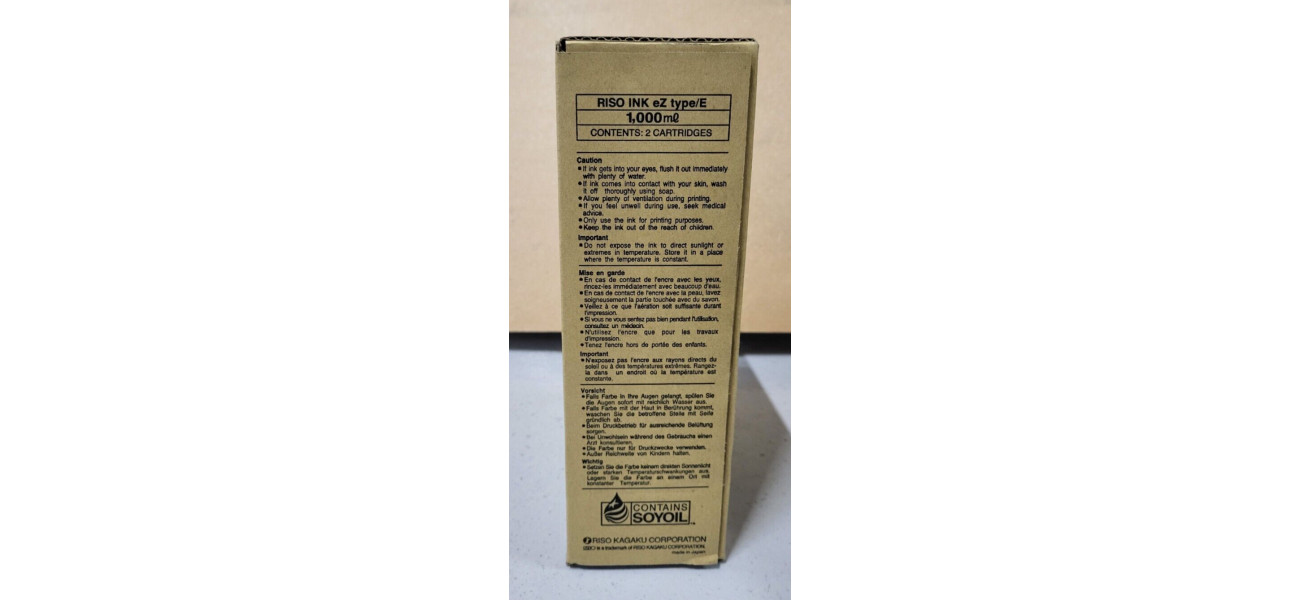 RISO INK eZ type/E
1,000mℓ
CONTENTS: 2 CARTRIDGES
Caution
•If ink gets into your eyes, flush it out immediately
with plenty of water.
•If ink comes into contact with your skin, wash
it off thoroughly using soap.
•Allow plenty of ventilation during printing.
•If you feel unwell during use, seek medical
advice.
•Only use the ink for printing purposes.
•Keep the ink out of the reach of children.
Important
•Do not expose the ink to direct sunlight or
extremes in temperature. Store it in a place
where the temperature is constant.
Mise en garde
•En cas de contact de l'encre avec les yeux,
rincez-les immédiatement avec beaucoup d'eau.
•En cas de contact de l'encre avec la peau, lavez
soigneusement la partie touchée avec du savon.
•Veillez à ce que l'aération soit suffisante durant
l'impression.
•Si vous ne vous sentez pas bien pendant l'utilisation,
consultez un médecin.
•N'utilisez l'encre que pour les travaux
d'impression.
•Tenez l'encre hors de portée des enfants.
Important
•N'exposez pas l'encre aux rayons directs du
soleil ou à des températures extrêmes. Rangez-
la dans un endroit où la température est
constante.
Vorsicht
•Falls Farbe in Ihre Augen gelangt, spülen Sie
die Augen sofort mit reichlich Wasser aus.
•Falls Farbe mit der Haut in Berührung kommt,
waschen Sie die betroffene Stelle mit Seife
gründlich ab.
•Beim Druckbetrieb für ausreichende Belüftung
sorgen.
•Bei Unwohlsein während des Gebrauchs einen
Arzt konsultieren.
•Die Farbe nur für Druckzwecke verwenden.
•Außer Reichweite von Kindern halten.
Wichtig
•Setzen Sie die Farbe keinem direkten Sonnenlicht
oder starken Temperaturschwankungen aus.
Lagern Sie die Farbe an einem Ort mit
konstanter Temperatur.
CONTAINS
SOYOIL™
RISO KAGAKU CORPORATION
is a trademark of RISO KAGAKU CORPORATION.
made in Japan